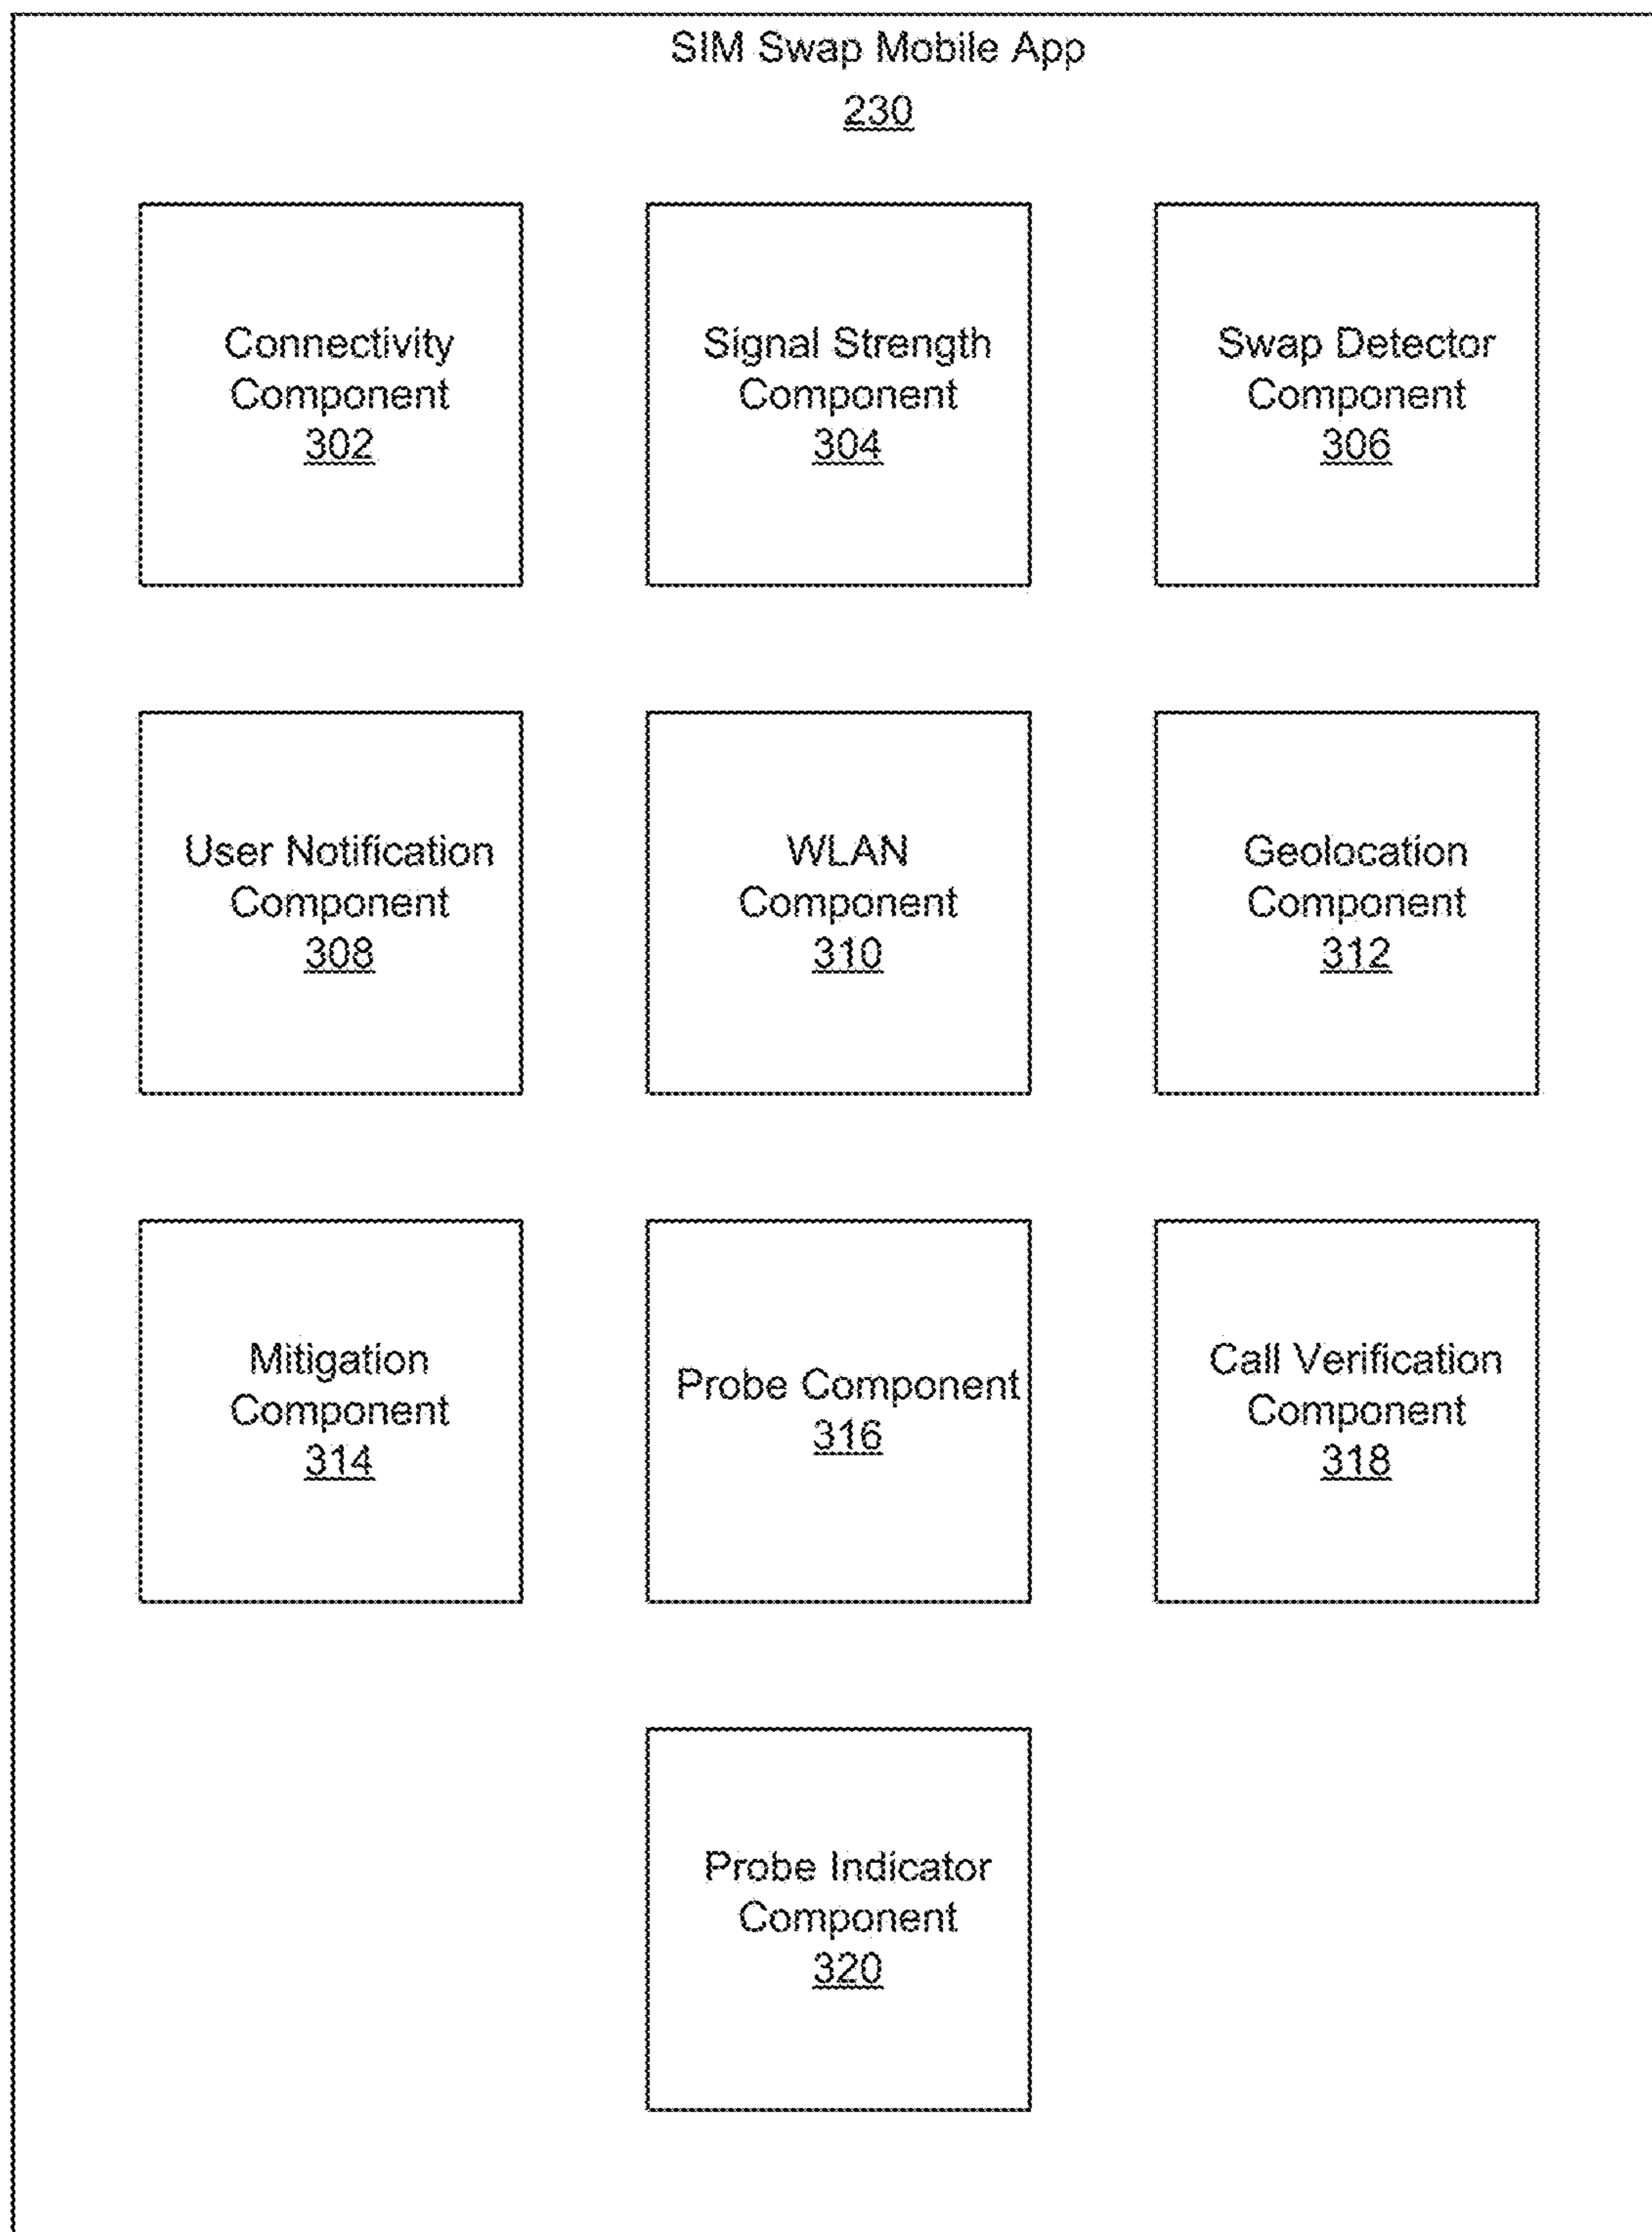 SIM Swap Mobile App
230
Connectivity
Component
302
Signal Strength
Component
304
Swap Detector
Component
306
User Notification
Component
308
WLAN
Component
310
Geolocation
Component
312
Mitigation
Component
314
Probe Component
316
Call Verification
Component
318
Probe Indicator
Component
320